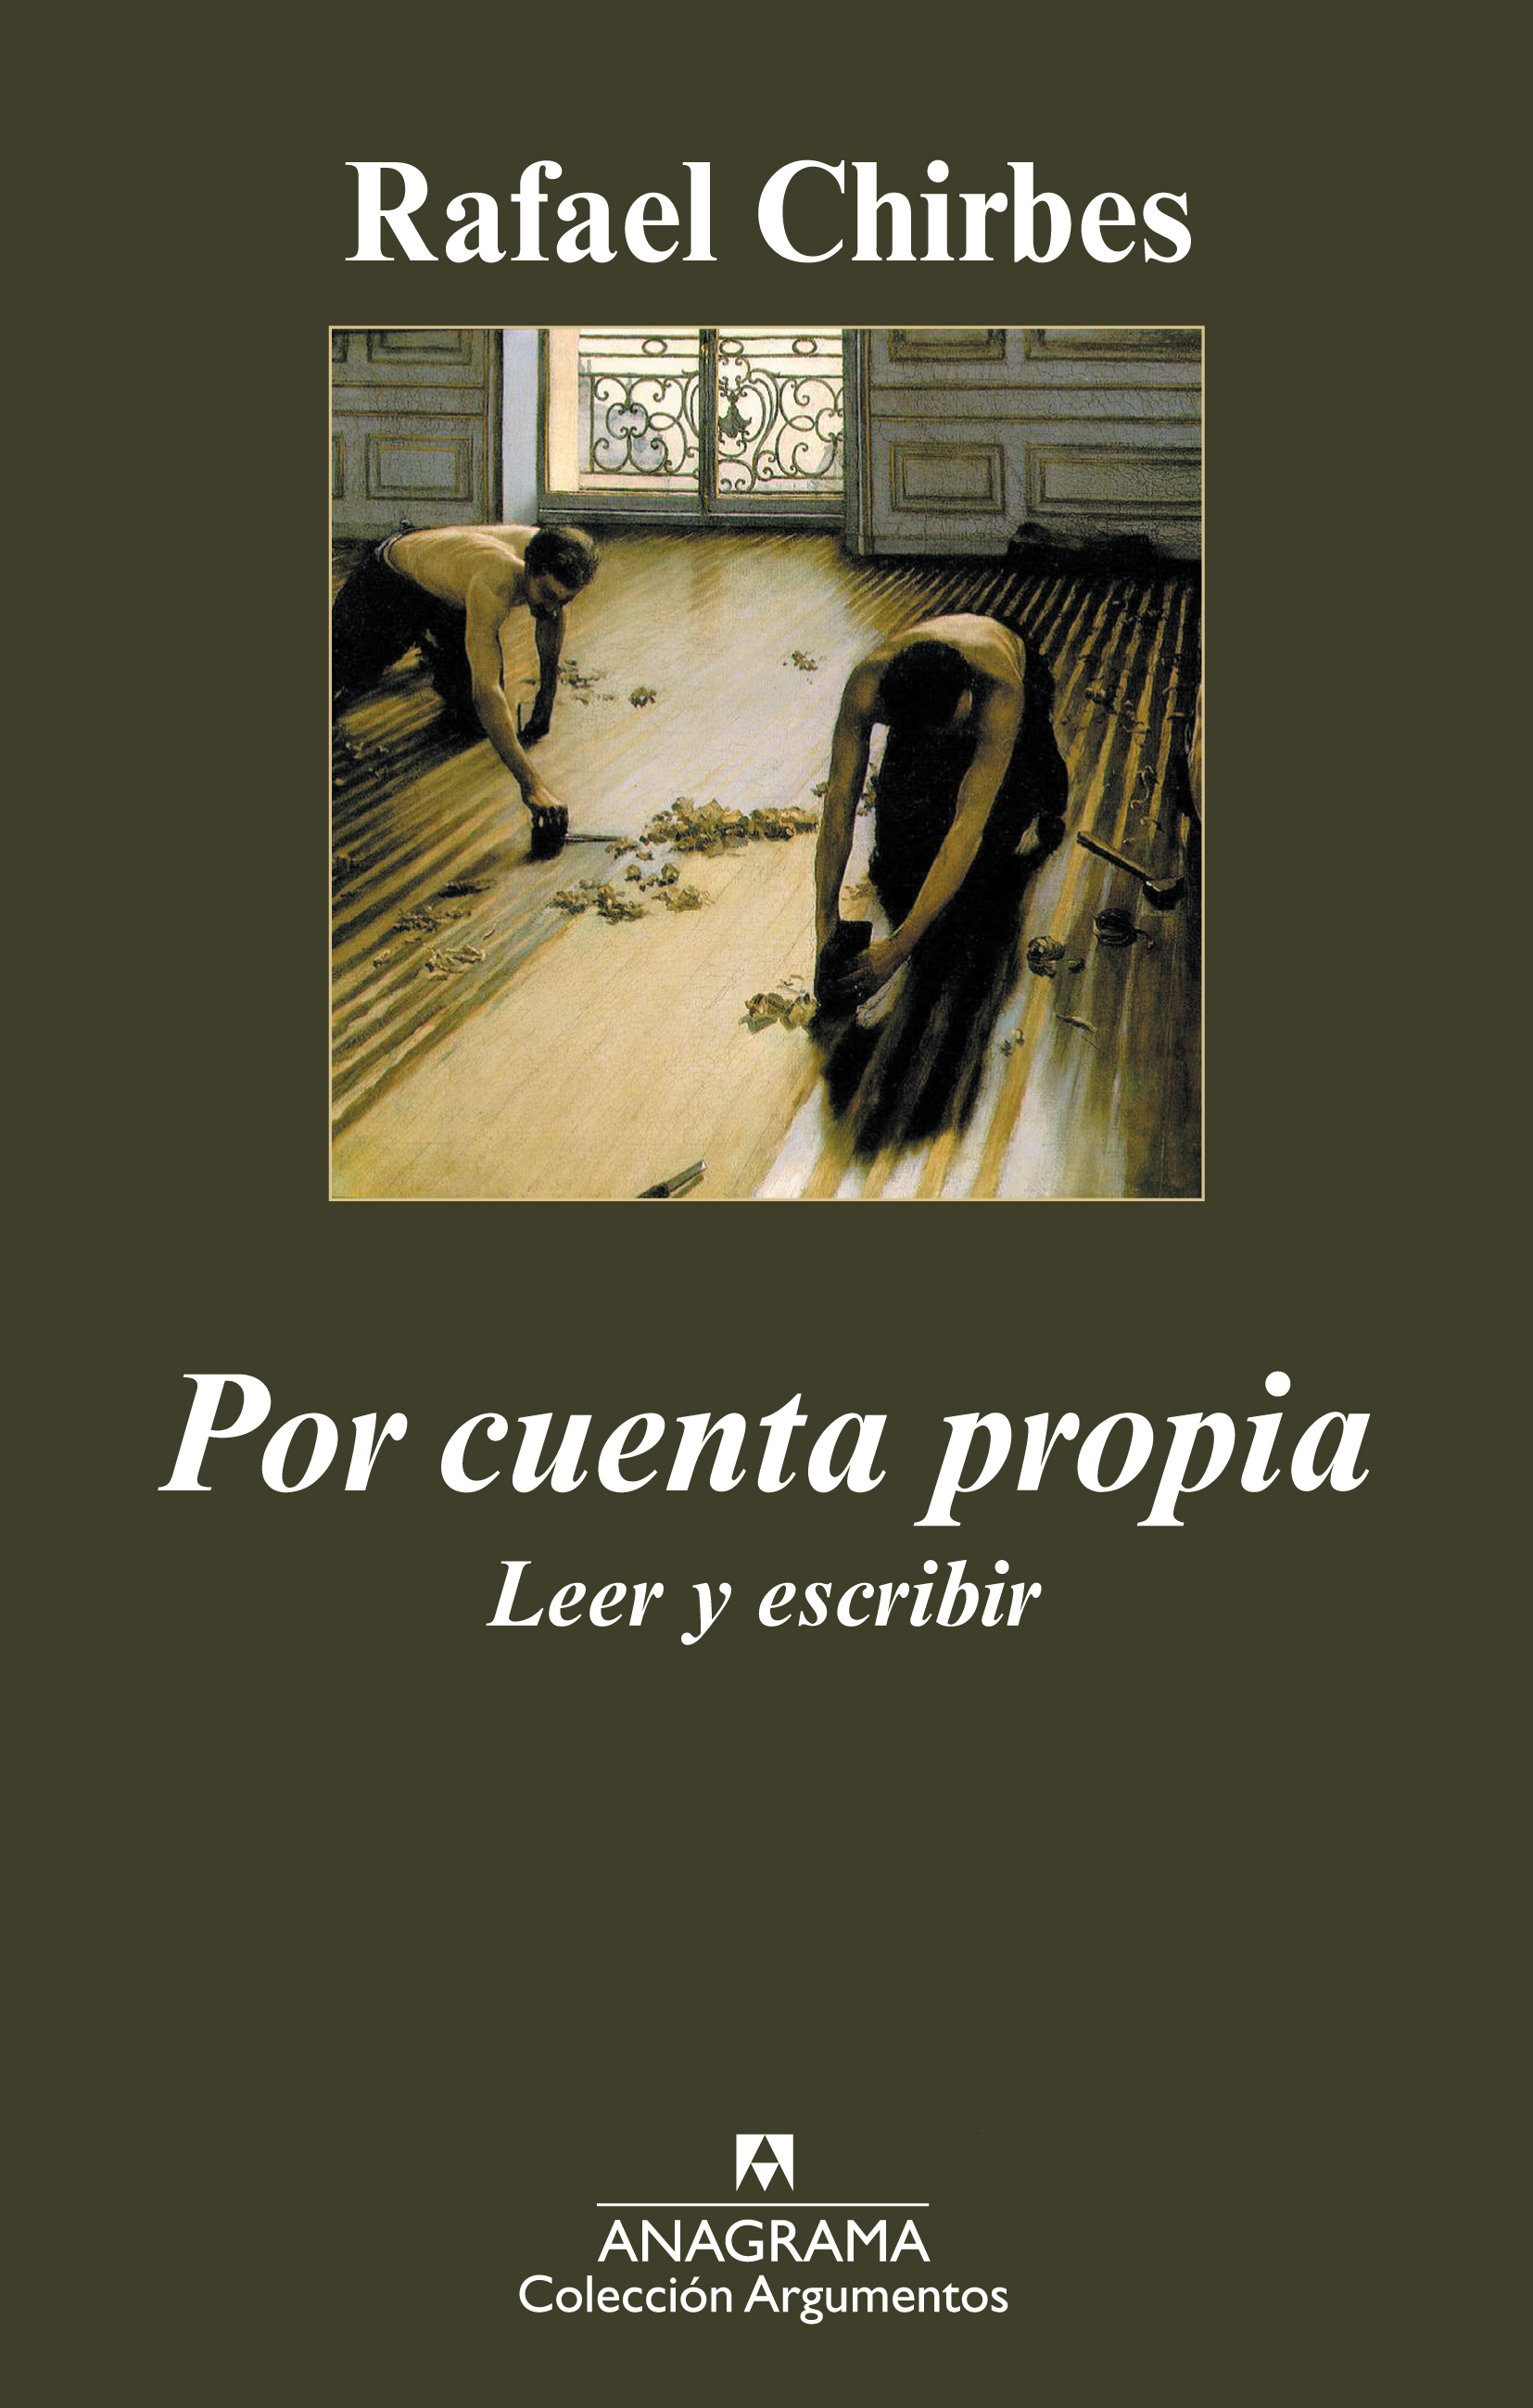 Rafael Chirbes
Por cuenta propia
Leer y escribir
ANAGRAMA
Colección Argumentos